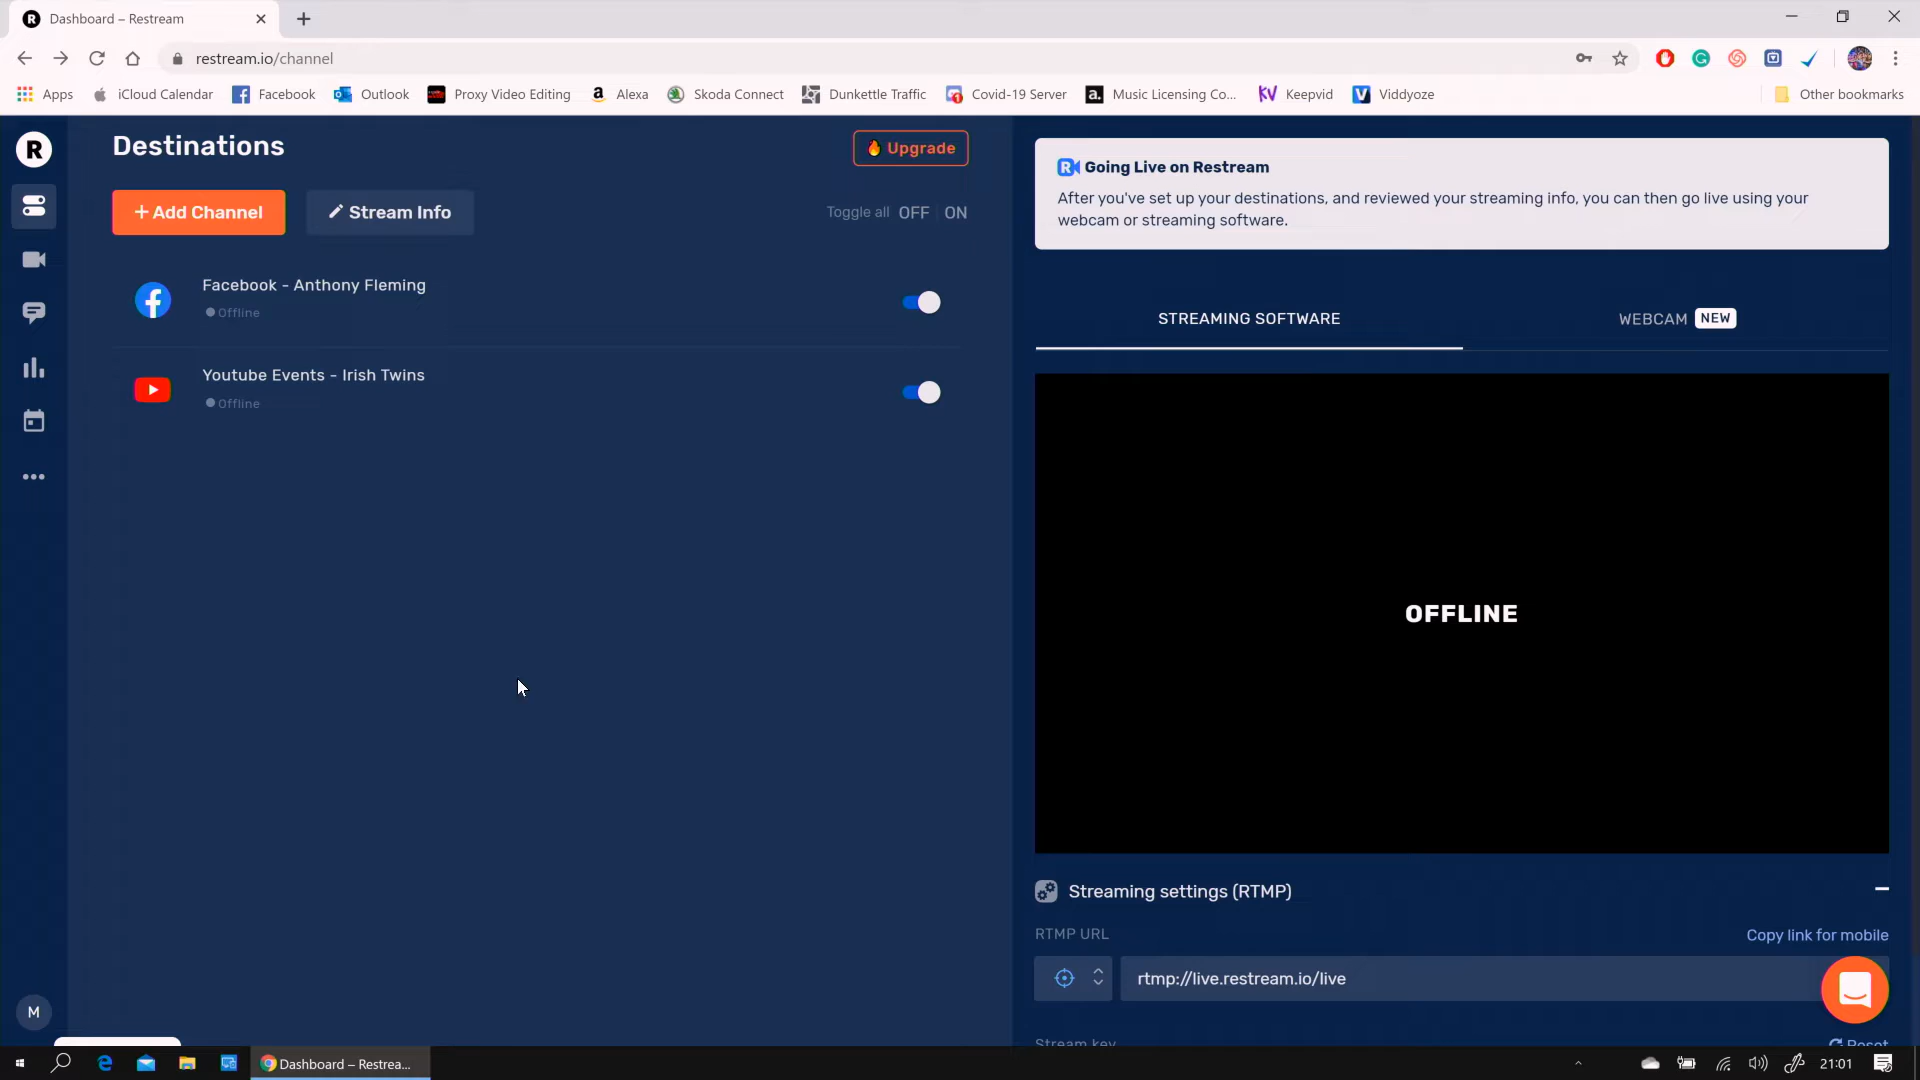 Dashboard – Restream
restream.io/channel
Apps iCloud Calendar Facebook Outlook Proxy Video Editing Alexa Skoda Connect Dunkettle Traffic Covid-19 Server Music Licensing Co... Keepvid Viddyoze Other bookmarks
Destinations
Upgrade
+ Add Channel
Stream Info
Toggle all OFF ON
Facebook - Anthony Fleming
Offline
Youtube Events - Irish Twins
Offline
Going Live on Restream
After you've set up your destinations, and reviewed your streaming info, you can then go live using your
webcam or streaming software.
STREAMING SOFTWARE
WEBCAM NEW
OFFLINE
Streaming settings (RTMP)
RTMP URL
Copy link for mobile
rtmp://live.restream.io/live
Stream key
Reset
M
Dashboard – Restrea...
21:01